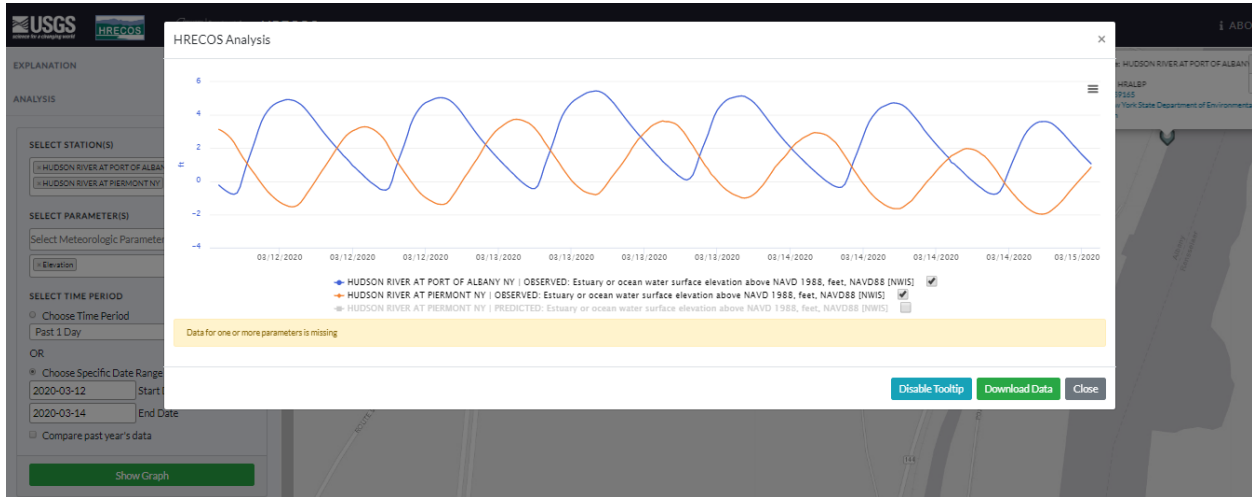 USGS
science for a changing world
HRECOS
ABO
EXPLANATION
ANALYSIS
SELECT STATION(S)
×HUDSON RIVER AT PORT OF ALBAN
×HUDSON RIVER AT PIERMONT NY
SELECT PARAMETER(S)
Select Meteorologic Parameter
×Elevation
SELECT TIME PERIOD
Choose Time Period
Past 1 Day
OR
Choose Specific Date Range
2020-03-12 Start
2020-03-14 End Date
Compare past year's data
Show Graph
HRECOS Analysis
×
6
4
2
0
-2
-4
ft
03/12/2020 03/12/2020 03/12/2020 03/13/2020 03/13/2020 03/13/2020 03/13/2020 03/14/2020 03/14/2020 03/14/2020 03/14/2020 03/15/2020
HUDSON RIVER AT PORT OF ALBANY NY | OBSERVED: Estuary or ocean water surface elevation above NAVD 1988, feet, NAVD88 [NWIS]
HUDSON RIVER AT PIERMONT NY | OBSERVED: Estuary or ocean water surface elevation above NAVD 1988, feet, NAVD88 [NWIS]
HUDSON RIVER AT PIERMONT NY | PREDICTED: Estuary or ocean water surface elevation above NAVD 1988, feet, NAVD88 [NWIS]
Data for one or more parameters is missing
Disable Tooltip Download Data Close
HUDSON RIVER AT PORT OF ALBANY
HRALBP
York State Department of Environmenta
144